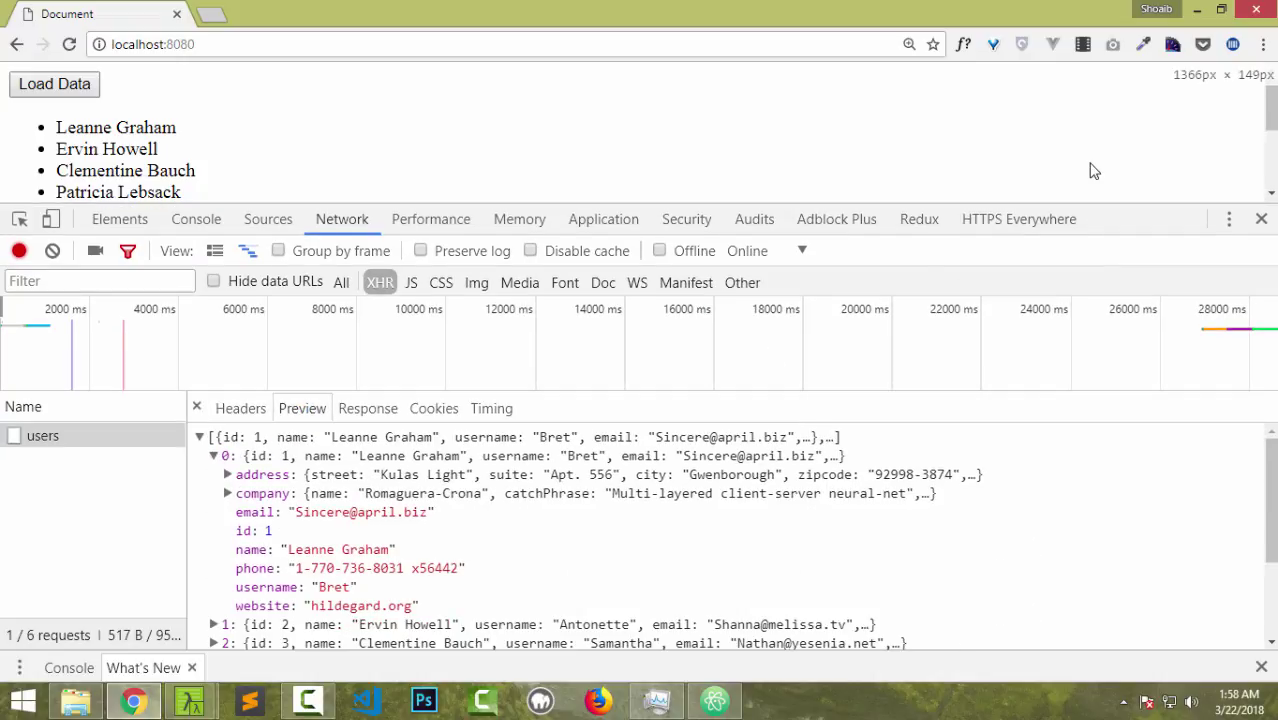 Document
Shoaib
localhost:8080
f?
Load Data
1366px × 149px
Leanne Graham
Ervin Howell
Clementine Bauch
Patricia Lebsack
Elements Console Sources Network Performance Memory Application Security Audits Adblock Plus Redux HTTPS Everywhere
View: Group by frame Preserve log Disable cache Offline Online
Filter Hide data URLs All XHR JS CSS Img Media Font Doc WS Manifest Other
2000 ms 4000 ms 6000 ms 8000 ms 10000 ms 12000 ms 14000 ms 16000 ms 18000 ms 20000 ms 22000 ms 24000 ms 26000 ms 28000 ms
Name Headers Preview Response Cookies Timing
users
[{id: 1, name: "Leanne Graham", username: "Bret", email: "Sincere@april.biz",…},…]
0: {id: 1, name: "Leanne Graham", username: "Bret", email: "Sincere@april.biz",…}
address: {street: "Kulas Light", suite: "Apt. 556", city: "Gwenborough", zipcode: "92998-3874",…}
company: {name: "Romaguera-Crona", catchPhrase: "Multi-layered client-server neural-net",…}
email: "Sincere@april.biz"
id: 1
name: "Leanne Graham"
phone: "1-770-736-8031 x56442"
username: "Bret"
website: "hildegard.org"
1: {id: 2, name: "Ervin Howell", username: "Antonette", email: "Shanna@melissa.tv",…}
2: {id: 3, name: "Clementine Bauch", username: "Samantha", email: "Nathan@yesenia.net",…}
1 / 6 requests | 517 B / 95...
Console What's New
Ps
1:58 AM
3/22/2018